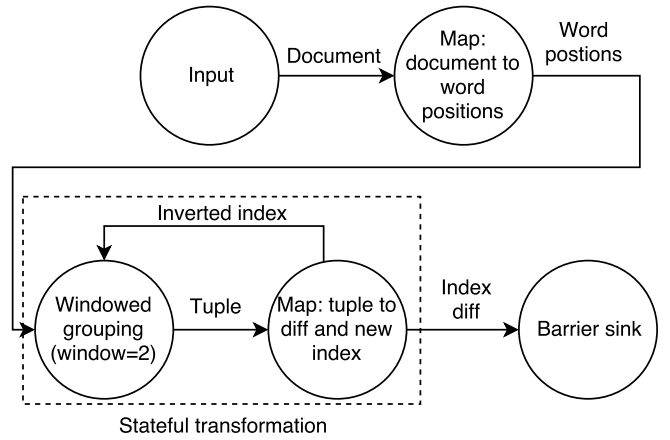 Input
Document
Map:
document to
word
positions
Word
postions
Inverted index
Windowed
grouping
(window=2)
Tuple
Map: tuple to
diff and new
index
Index
diff
Barrier sink
Stateful transformation